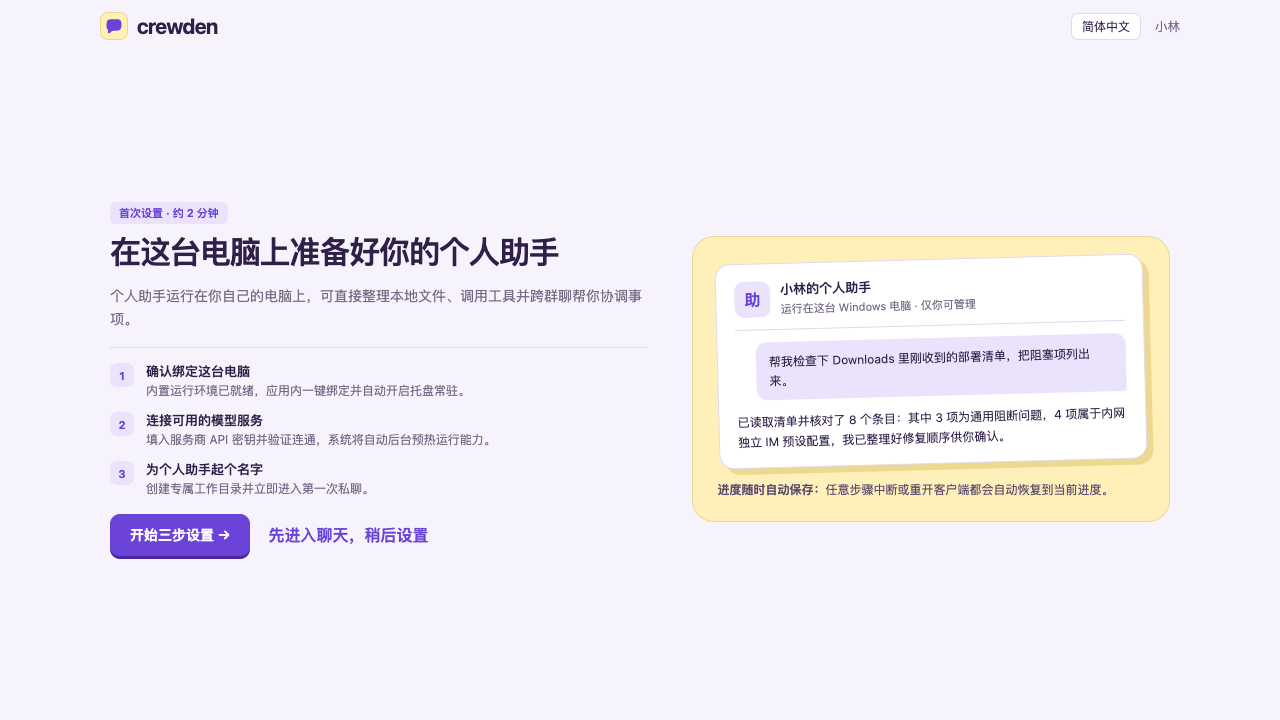 crewden
简体中文
小林
首次设置 · 约 2 分钟
在这台电脑上准备好你的个人助手
个人助手运行在你自己的电脑上，可直接整理本地文件、调用工具并跨群聊帮你协调事
项。
1
确认绑定这台电脑
内置运行环境已就绪，应用内一键绑定并自动开启托盘常驻。
2
连接可用的模型服务
填入服务商 API 密钥并验证连通，系统将自动后台预热运行能力。
3
为个人助手起个名字
创建专属工作目录并立即进入第一次私聊。
开始三步设置 →
先进入聊天，稍后设置
助
小林的个人助手
运行在这台 Windows 电脑 · 仅你可管理
帮我检查下 Downloads 里刚收到的部署清单，把阻塞项列出
来。
已读取清单并核对了 8 个条目：其中 3 项为通用阻断问题，4 项属于内网
独立 IM 预设配置，我已整理好修复顺序供你确认。
进度随时自动保存：任意步骤中断或重开客户端都会自动恢复到当前进度。